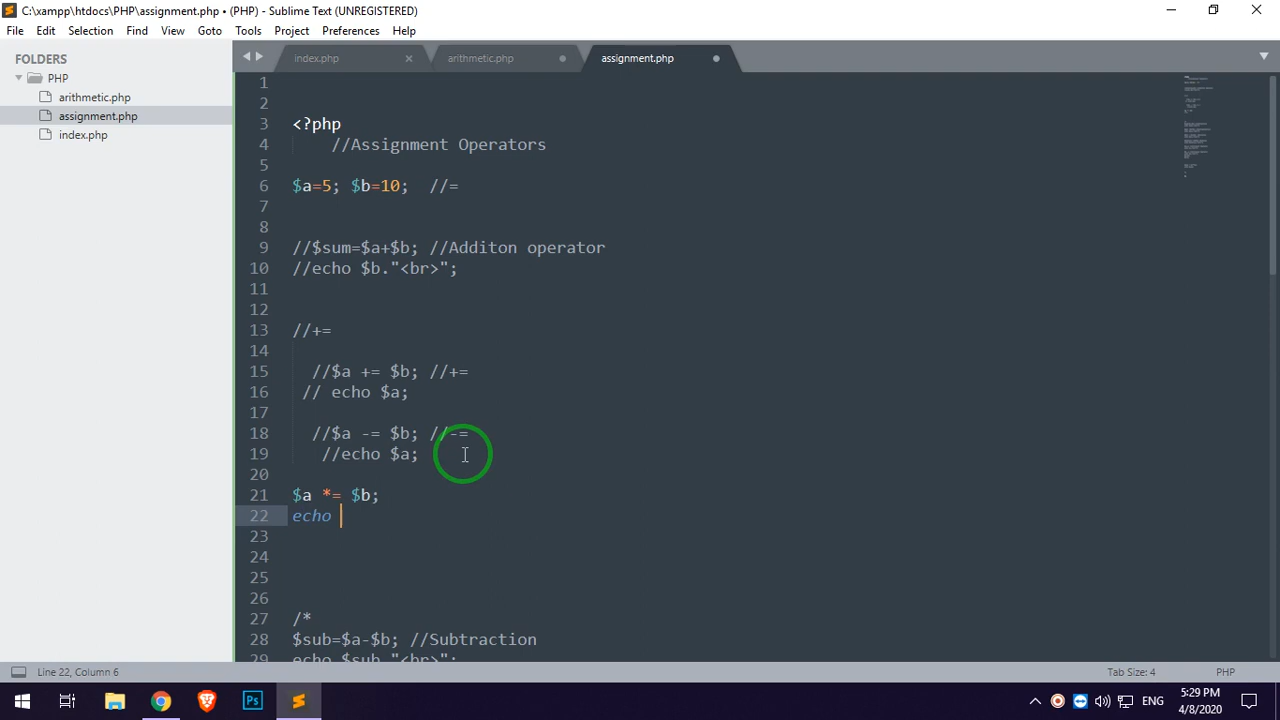 C:\xampp\htdocs\PHP\assignment.php • (PHP) - Sublime Text (UNREGISTERED)
File Edit Selection Find View Goto Tools Project Preferences Help
FOLDERS
PHP
arithmetic.php
assignment.php
index.php
index.php arithmetic.php assignment.php
1
2
3 <?php
4 //Assignment Operators
5
6 $a=5; $b=10; //=
7
8
9 //$sum=$a+$b; //Additon operator
10 //echo $b."<br>";
11
12
13 //+=
14
15 //$a += $b; //+=
16 // echo $a;
17
18 //$a -= $b; //-=
19 //echo $a;
20
21 $a *= $b;
22 echo
23
24
25
26
27 /*
28 $sub=$a-$b; //Subtraction
29 echo $sub."<br>";
Line 22, Column 6
Tab Size: 4 PHP
ENG
5:29 PM
4/8/2020